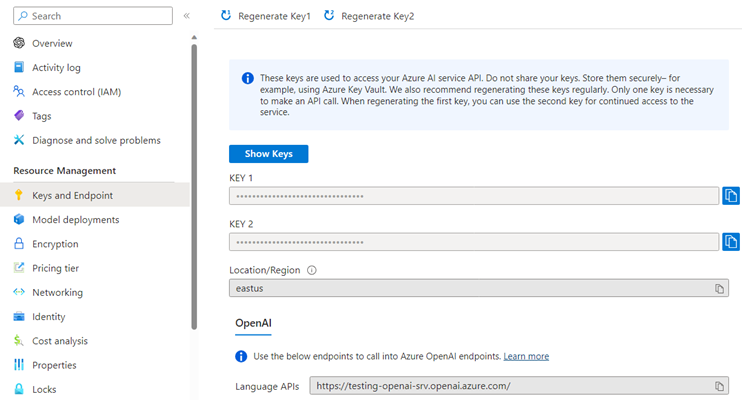 Search
Overview
Activity log
Access control (IAM)
Tags
Diagnose and solve problems
Resource Management
Keys and Endpoint
Model deployments
Encryption
Pricing tier
Networking
Identity
Cost analysis
Properties
Locks
Regenerate Key1 Regenerate Key2
These keys are used to access your Azure AI service API. Do not share your keys. Store them securely– for
example, using Azure Key Vault. We also recommend regenerating these keys regularly. Only one key is necessary
to make an API call. When regenerating the first key, you can use the second key for continued access to the
service.
Show Keys
KEY 1
••••••••••••••••••••••••••••••••
KEY 2
••••••••••••••••••••••••••••••••
Location/Region
eastus
OpenAI
Use the below endpoints to call into Azure OpenAI endpoints. Learn more
Language APIs https://testing-openai-srv.openai.azure.com/